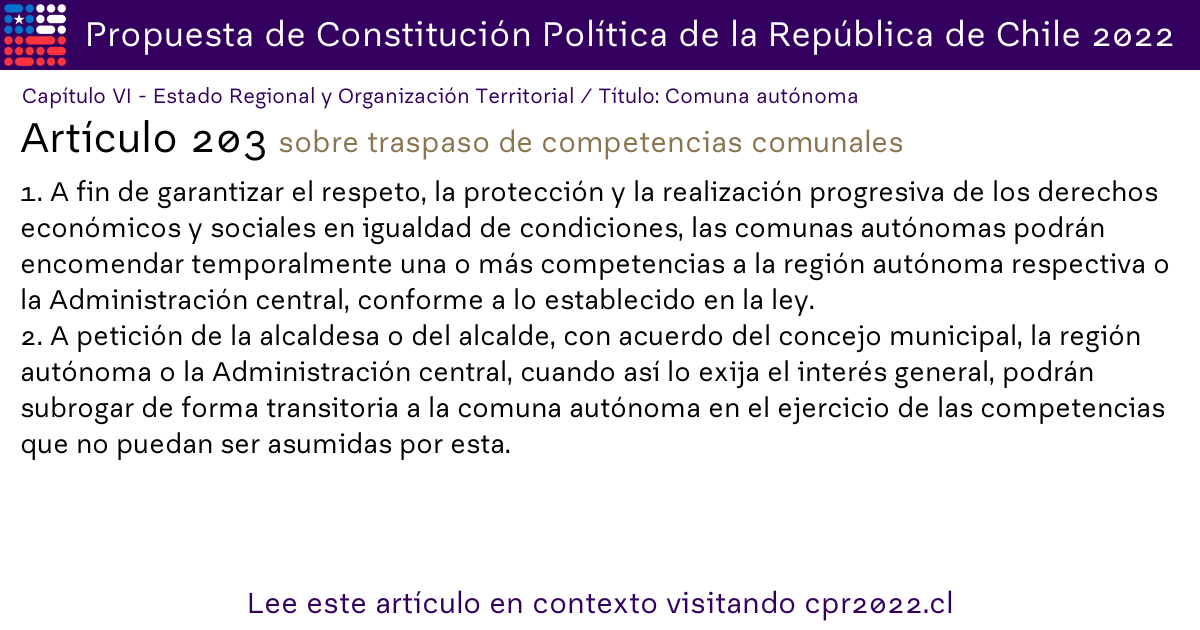 Propuesta de Constitución Política de la República de Chile 2022
Capítulo VI - Estado Regional y Organización Territorial / Título: Comuna autónoma
Artículo 203 sobre traspaso de competencias comunales
1. A fin de garantizar el respeto, la protección y la realización progresiva de los derechos
económicos y sociales en igualdad de condiciones, las comunas autónomas podrán
encomendar temporalmente una o más competencias a la región autónoma respectiva o
la Administración central, conforme a lo establecido en la ley.
2. A petición de la alcaldesa o del alcalde, con acuerdo del concejo municipal, la región
autónoma o la Administración central, cuando así lo exija el interés general, podrán
subrogar de forma transitoria a la comuna autónoma en el ejercicio de las competencias
que no puedan ser asumidas por esta.
Lee este artículo en contexto visitando cpr2022.cl